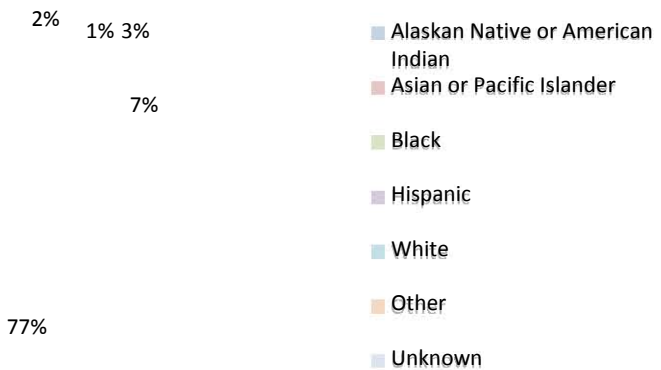 2%
1% 3%
7%
77%
Alaskan Native or American
Indian
Asian or Pacific Islander
Black
Hispanic
White
Other
Unknown